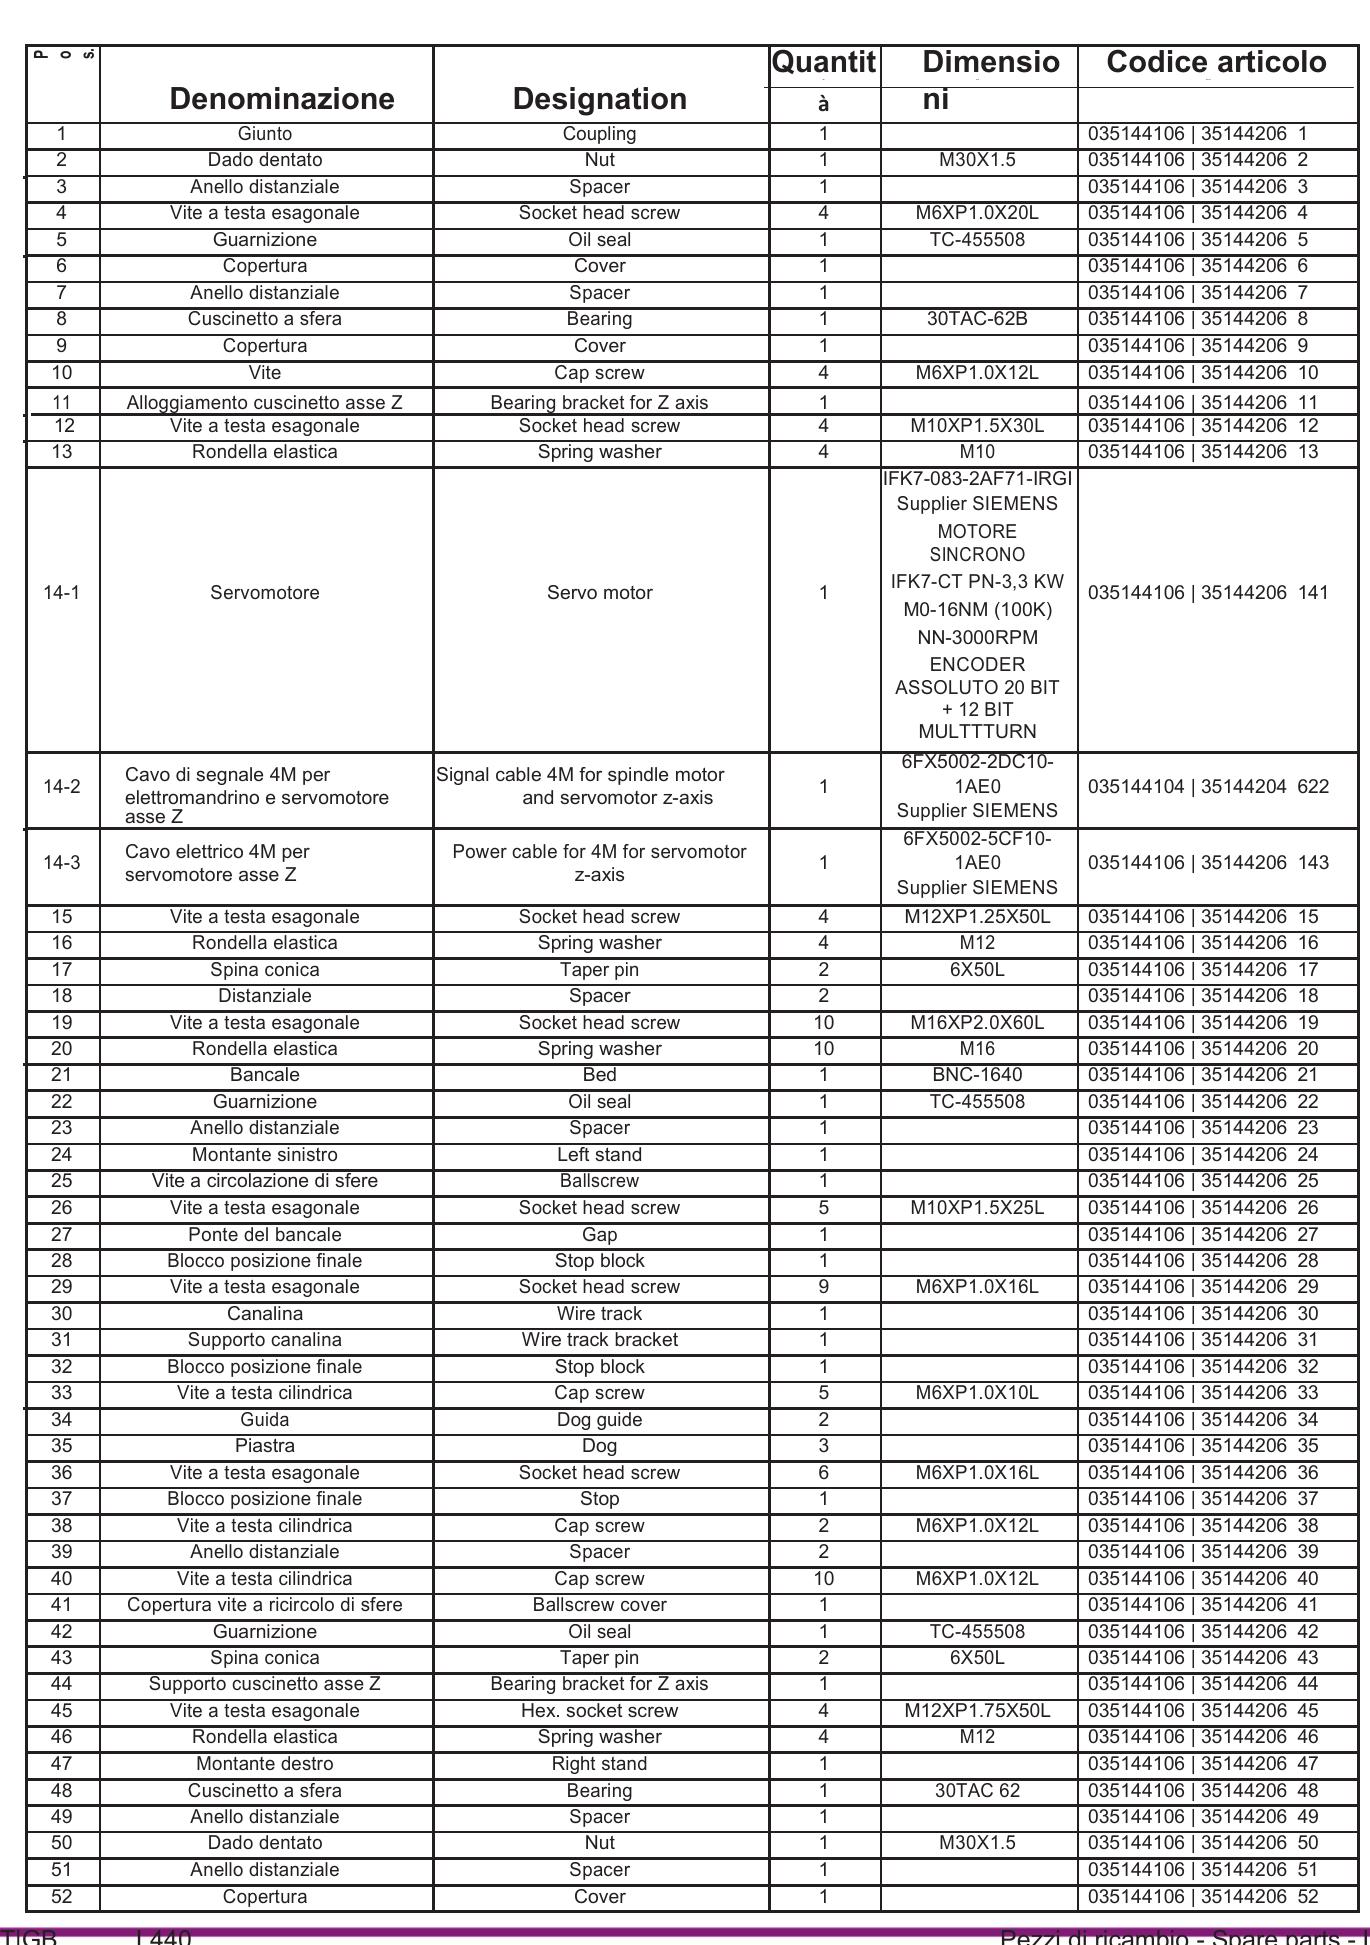 Pos. Denominazione Designation Quantità Dimensioni Codice articolo
1 Giunto Coupling 1 035144106 | 35144206 1
2 Dado dentato Nut 1 M30X1.5 035144106 | 35144206 2
3 Anello distanziale Spacer 1 035144106 | 35144206 3
4 Vite a testa esagonale Socket head screw 4 M6XP1.0X20L 035144106 | 35144206 4
5 Guarnizione Oil seal 1 TC-455508 035144106 | 35144206 5
6 Copertura Cover 1 035144106 | 35144206 6
7 Anello distanziale Spacer 1 035144106 | 35144206 7
8 Cuscinetto a sfera Bearing 1 30TAC-62B 035144106 | 35144206 8
9 Copertura Cover 1 035144106 | 35144206 9
10 Vite Cap screw 4 M6XP1.0X12L 035144106 | 35144206 10
11 Alloggiamento cuscinetto asse Z Bearing bracket for Z axis 1 035144106 | 35144206 11
12 Vite a testa esagonale Socket head screw 4 M10XP1.5X30L 035144106 | 35144206 12
13 Rondella elastica Spring washer 4 M10 035144106 | 35144206 13
14-1 Servomotore Servo motor 1
IFK7-083-2AF71-IRGI
Supplier SIEMENS
MOTORE
SINCRONO
IFK7-CT PN-3,3 KW
M0-16NM (100K)
NN-3000RPM
ENCODER
ASSOLUTO 20 BIT
+ 12 BIT
MULTTTURN
035144106 | 35144206 141
14-2
Cavo di segnale 4M per
elettromandrino e servomotore
asse Z
Signal cable 4M for spindle motor
and servomotor z-axis
1
6FX5002-2DC10-
1AE0
Supplier SIEMENS
035144104 | 35144204 622
14-3
Cavo elettrico 4M per
servomotore asse Z
Power cable for 4M for servomotor
z-axis
1
6FX5002-5CF10-
1AE0
Supplier SIEMENS
035144106 | 35144206 143
15 Vite a testa esagonale Socket head screw 4 M12XP1.25X50L 035144106 | 35144206 15
16 Rondella elastica Spring washer 4 M12 035144106 | 35144206 16
17 Spina conica Taper pin 2 6X50L 035144106 | 35144206 17
18 Distanziale Spacer 2 035144106 | 35144206 18
19 Vite a testa esagonale Socket head screw 10 M16XP2.0X60L 035144106 | 35144206 19
20 Rondella elastica Spring washer 10 M16 035144106 | 35144206 20
21 Bancale Bed 1 BNC-1640 035144106 | 35144206 21
22 Guarnizione Oil seal 1 TC-455508 035144106 | 35144206 22
23 Anello distanziale Spacer 1 035144106 | 35144206 23
24 Montante sinistro Left stand 1 035144106 | 35144206 24
25 Vite a circolazione di sfere Ballscrew 1 035144106 | 35144206 25
26 Vite a testa esagonale Socket head screw 5 M10XP1.5X25L 035144106 | 35144206 26
27 Ponte del bancale Gap 1 035144106 | 35144206 27
28 Blocco posizione finale Stop block 1 035144106 | 35144206 28
29 Vite a testa esagonale Socket head screw 9 M6XP1.0X16L 035144106 | 35144206 29
30 Canalina Wire track 1 035144106 | 35144206 30
31 Supporto canalina Wire track bracket 1 035144106 | 35144206 31
32 Blocco posizione finale Stop block 1 035144106 | 35144206 32
33 Vite a testa cilindrica Cap screw 5 M6XP1.0X10L 035144106 | 35144206 33
34 Guida Dog guide 2 035144106 | 35144206 34
35 Piastra Dog 3 035144106 | 35144206 35
36 Vite a testa esagonale Socket head screw 6 M6XP1.0X16L 035144106 | 35144206 36
37 Blocco posizione finale Stop 1 035144106 | 35144206 37
38 Vite a testa cilindrica Cap screw 2 M6XP1.0X12L 035144106 | 35144206 38
39 Anello distanziale Spacer 2 035144106 | 35144206 39
40 Vite a testa cilindrica Cap screw 10 M6XP1.0X12L 035144106 | 35144206 40
41 Copertura vite a ricircolo di sfere Ballscrew cover 1 035144106 | 35144206 41
42 Guarnizione Oil seal 1 TC-455508 035144106 | 35144206 42
43 Spina conica Taper pin 2 6X50L 035144106 | 35144206 43
44 Supporto cuscinetto asse Z Bearing bracket for Z axis 1 035144106 | 35144206 44
45 Vite a testa esagonale Hex. socket screw 4 M12XP1.75X50L 035144106 | 35144206 45
46 Rondella elastica Spring washer 4 M12 035144106 | 35144206 46
47 Montante destro Right stand 1 035144106 | 35144206 47
48 Cuscinetto a sfera Bearing 1 30TAC 62 035144106 | 35144206 48
49 Anello distanziale Spacer 1 035144106 | 35144206 49
50 Dado dentato Nut 1 M30X1.5 035144106 | 35144206 50
51 Anello distanziale Spacer 1 035144106 | 35144206 51
52 Copertura Cover 1 035144106 | 35144206 52
TIGB L440 Pezzi di ricambio - Spare parts -